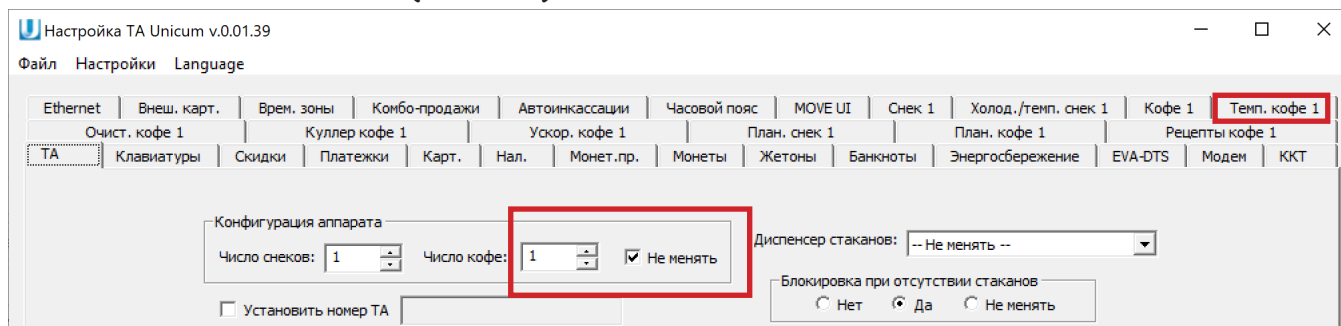 Настройка TA Unicum v.0.01.39
Файл Настройки Language
Ethernet Внеш. карт. Врем. зоны Комбо-продажи Автоинкассации Часовой пояс MOVE UI Снек 1 Холод./темп. снек 1 Кофе 1 Темп. кофе 1
Очист. кофе 1 Куллер кофе 1 Ускор. кофе 1 План. снек 1 План. кофе 1 Рецепты кофе 1
ТА Клавиатуры Скидки Платежки Карт. Нал. Монет.пр. Монеты Жетоны Банкноты Энергосбережение EVA-DTS Модем ККТ
Конфигурация аппарата
Число снеков: 1 Число кофе: 1 Не менять Диспенсер стаканов: -- Не менять --
Блокировка при отсутствии стаканов
Нет Да Не менять
Установить номер ТА